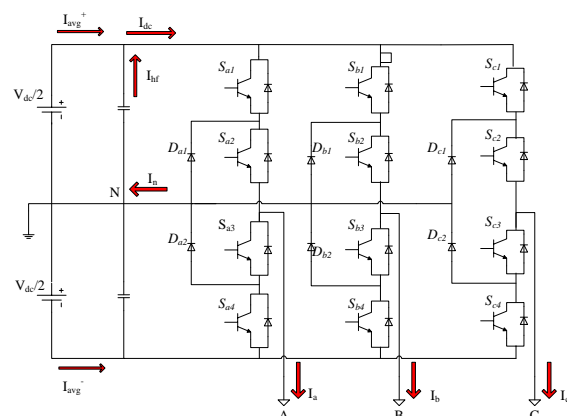 Iavg+
Idc
Ihf
Vdc/2
+
Sa1
Sb1
Sc1
Sa2
Sb2
Sc2
Da1
Db1
Dc1
In
N
Sa3
Sb3
Sc3
Da2
Db2
Dc2
Vdc/2
+
Sa4
Sb4
Sc4
Iavg-
Ia
Ib
A
B
C